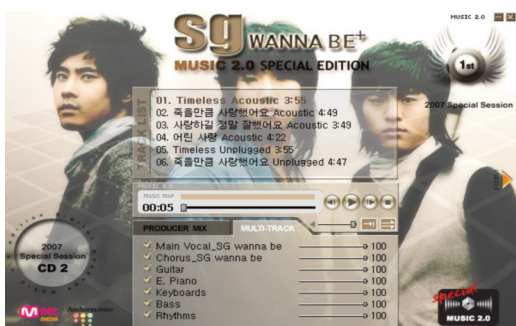 MUSIC 2.0
sg WANNA BE+
MUSIC 2.0 SPECIAL EDITION
1st
2007 Special Session
TRACK LIST
01. Timeless Acoustic 3:55
02. 죽을만큼 사랑했어요 Acoustic 4:49
03. 사랑하길 정말 잘했어요 Acoustic 3:49
04. 어린 사랑 Acoustic 4:22
05. Timeless Unplugged 3:55
06. 죽을만큼 사랑했어요 Unplugged 4:47
MUSIC 2.0
MUSIC MAP
00:05
PRODUCER MIX
MULTI-TRACK
Main Vocal_SG wanna be 100
Chorus_SG wanna be 100
Guitar 100
E. Piano 100
Keyboards 100
Bass 100
Rhythms 100
2007
Special Session
CD 2
Mnet
MEDIA
special
MUSIC 2.0